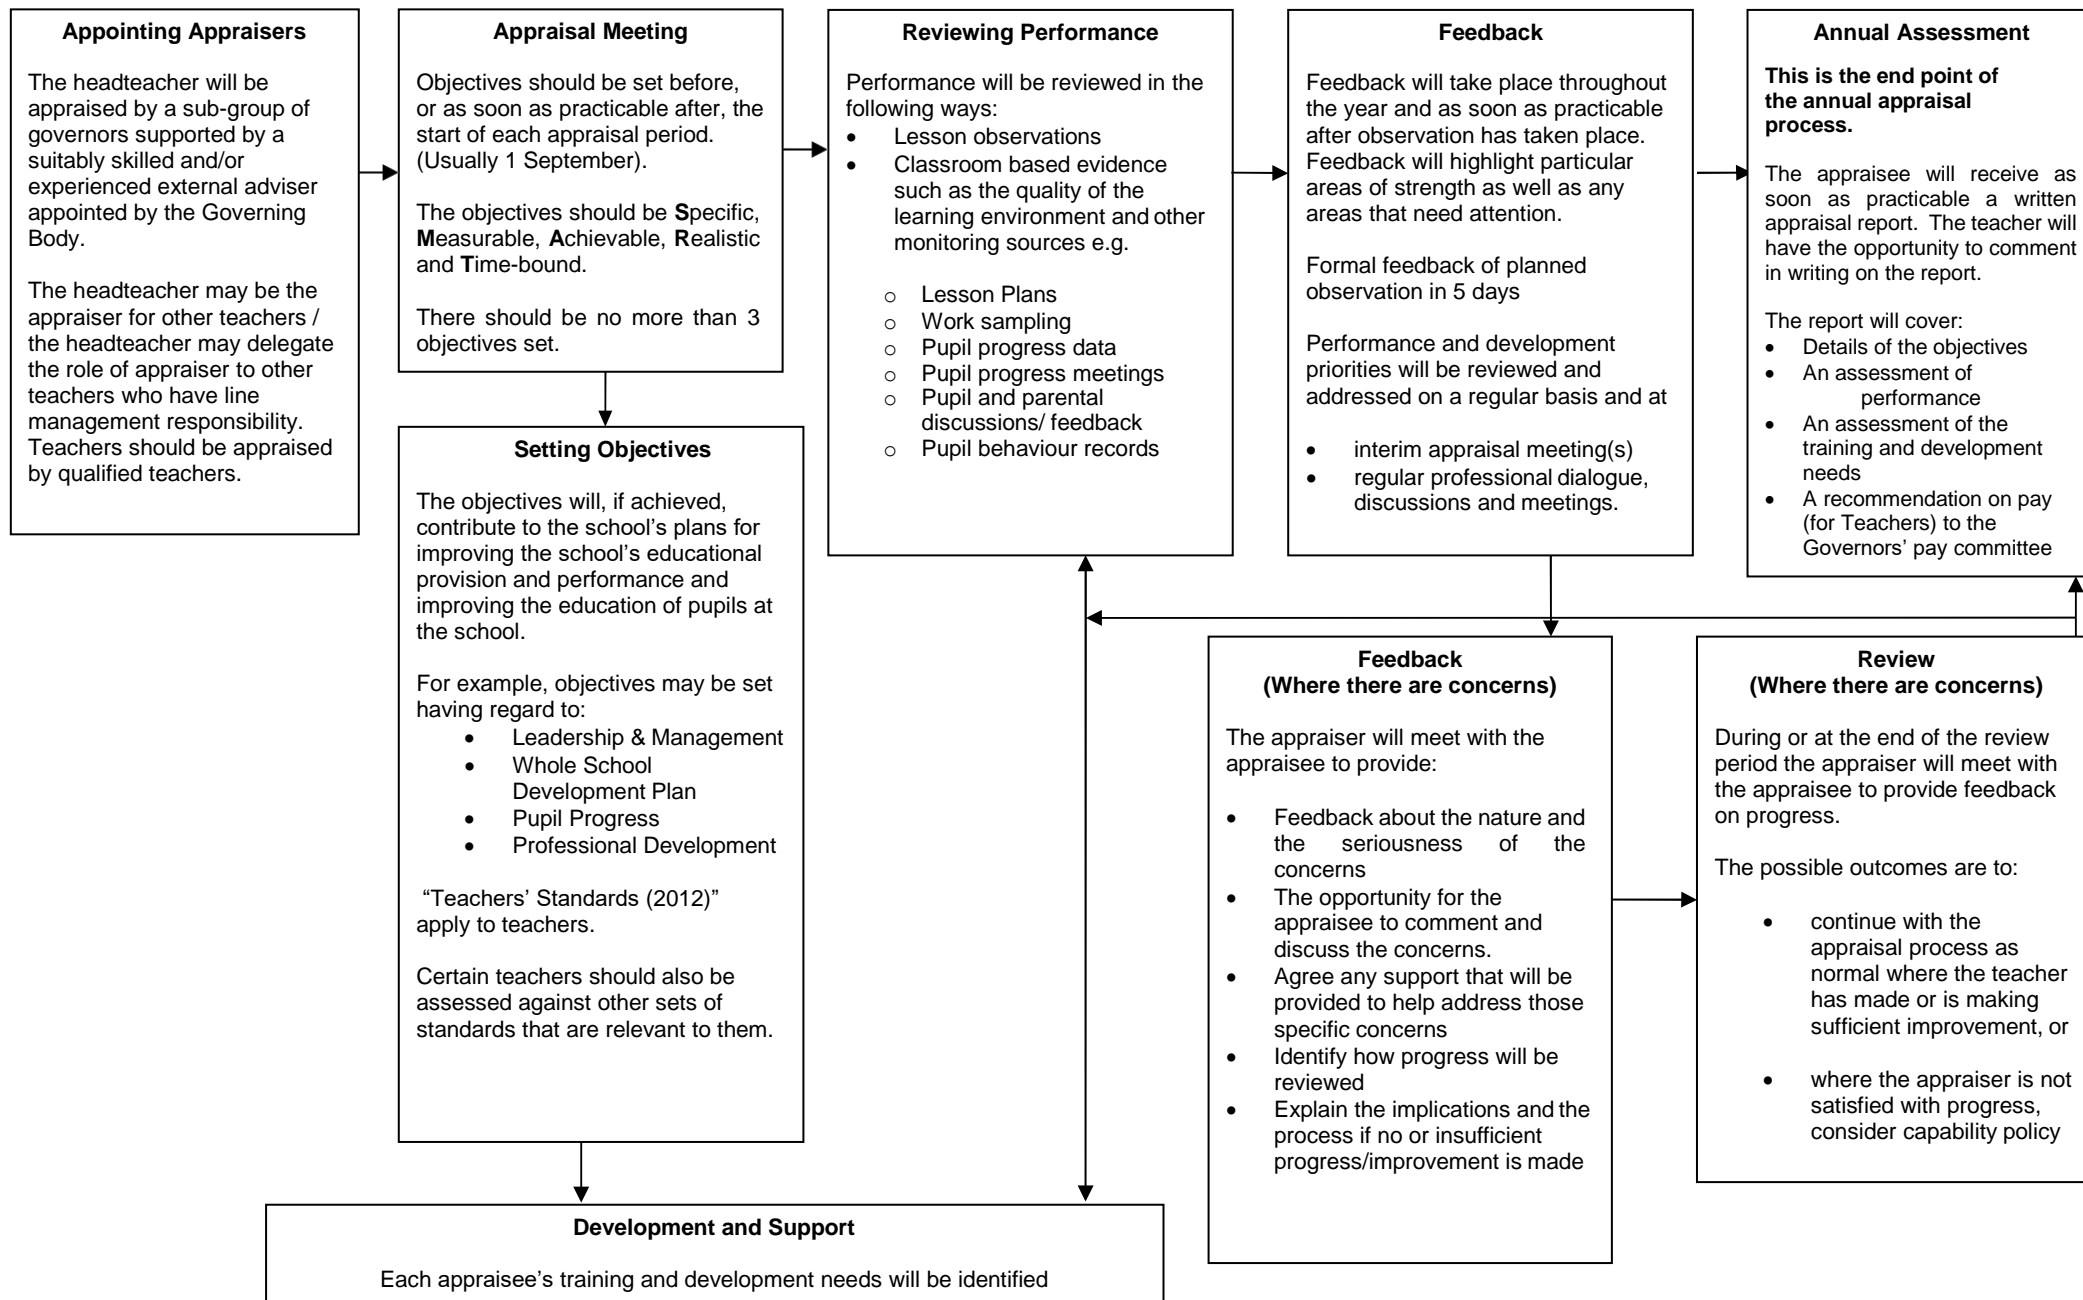 Appointing Appraisers
The headteacher will be
appraised by a sub-group of
governors supported by a
suitably skilled and/or
experienced external adviser
appointed by the Governing
Body.
The headteacher may be the
appraiser for other teachers /
the headteacher may delegate
the role of appraiser to other
teachers who have line
management responsibility.
Teachers should be appraised
by qualified teachers.
Appraisal Meeting
Objectives should be set before,
or as soon as practicable after, the
start of each appraisal period.
(Usually 1 September).
The objectives should be Specific,
Measurable, Achievable, Realistic
and Time-bound.
There should be no more than 3
objectives set.
Setting Objectives
The objectives will, if achieved,
contribute to the school’s plans for
improving the school’s educational
provision and performance and
improving the education of pupils at
the school.
For example, objectives may be set
having regard to:
• Leadership & Management
• Whole School
Development Plan
• Pupil Progress
• Professional Development
“Teachers’ Standards (2012)”
apply to teachers.
Certain teachers should also be
assessed against other sets of
standards that are relevant to them.
Reviewing Performance
Performance will be reviewed in the
following ways:
• Lesson observations
• Classroom based evidence
such as the quality of the
learning environment and other
monitoring sources e.g.
o Lesson Plans
o Work sampling
o Pupil progress data
o Pupil progress meetings
o Pupil and parental
discussions/ feedback
o Pupil behaviour records
Feedback
Feedback will take place throughout
the year and as soon as practicable
after observation has taken place.
Feedback will highlight particular
areas of strength as well as any
areas that need attention.
Formal feedback of planned
observation in 5 days
Performance and development
priorities will be reviewed and
addressed on a regular basis and at
• interim appraisal meeting(s)
• regular professional dialogue,
discussions and meetings.
Annual Assessment
This is the end point of
the annual appraisal
process.
The appraisee will receive as
soon as practicable a written
appraisal report. The teacher will
have the opportunity to comment
in writing on the report.
The report will cover:
• Details of the objectives
• An assessment of
performance
• An assessment of the
training and development
needs
• A recommendation on pay
(for Teachers) to the
Governors’ pay committee
Feedback
(Where there are concerns)
The appraiser will meet with the
appraisee to provide:
• Feedback about the nature and
the seriousness of the
concerns
• The opportunity for the
appraisee to comment and
discuss the concerns.
• Agree any support that will be
provided to help address those
specific concerns
• Identify how progress will be
reviewed
• Explain the implications and the
process if no or insufficient
progress/improvement is made
Review
(Where there are concerns)
During or at the end of the review
period the appraiser will meet with
the appraisee to provide feedback
on progress.
The possible outcomes are to:
• continue with the
appraisal process as
normal where the teacher
has made or is making
sufficient improvement, or
• where the appraiser is not
satisfied with progress,
consider capability policy
Development and Support
Each appraisee’s training and development needs will be identified